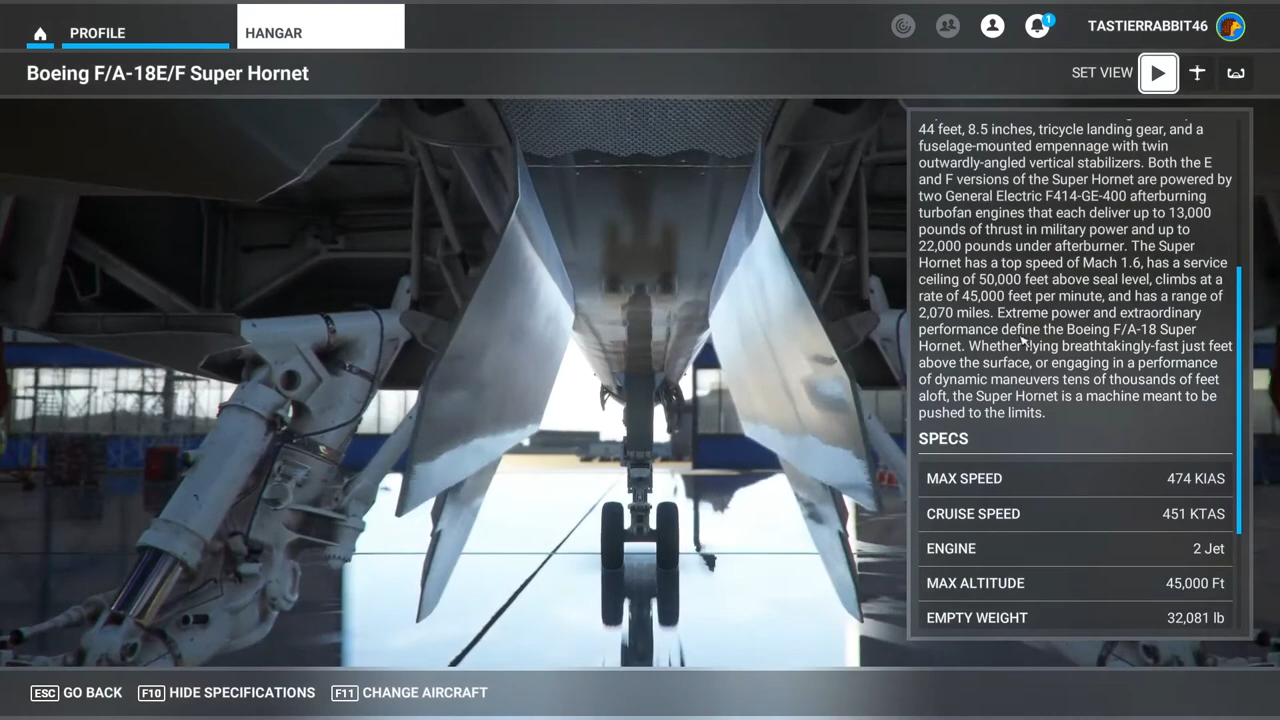 PROFILE
HANGAR
1
TASTIERRABBIT46
Boeing F/A-18E/F Super Hornet
SET VIEW
44 feet, 8.5 inches, tricycle landing gear, and a
fuselage-mounted empennage with twin
outwardly-angled vertical stabilizers. Both the E
and F versions of the Super Hornet are powered by
two General Electric F414-GE-400 afterburning
turbofan engines that each deliver up to 13,000
pounds of thrust in military power and up to
22,000 pounds under afterburner. The Super
Hornet has a top speed of Mach 1.6, has a service
ceiling of 50,000 feet above seal level, climbs at a
rate of 45,000 feet per minute, and has a range of
2,070 miles. Extreme power and extraordinary
performance define the Boeing F/A-18 Super
Hornet. Whether flying breathtakingly-fast just feet
above the surface, or engaging in a performance
of dynamic maneuvers tens of thousands of feet
aloft, the Super Hornet is a machine meant to be
pushed to the limits.
SPECS
MAX SPEED 474 KIAS
CRUISE SPEED 451 KTAS
ENGINE 2 Jet
MAX ALTITUDE 45,000 Ft
EMPTY WEIGHT 32,081 lb
ESC GO BACK F10 HIDE SPECIFICATIONS F11 CHANGE AIRCRAFT